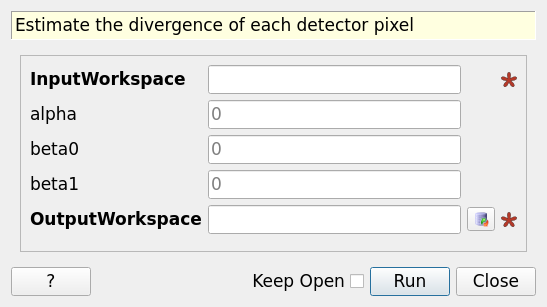 Estimate the divergence of each detector pixel
InputWorkspace *
alpha 0
beta0 0
beta1 0
OutputWorkspace *
? Keep Open Run Close